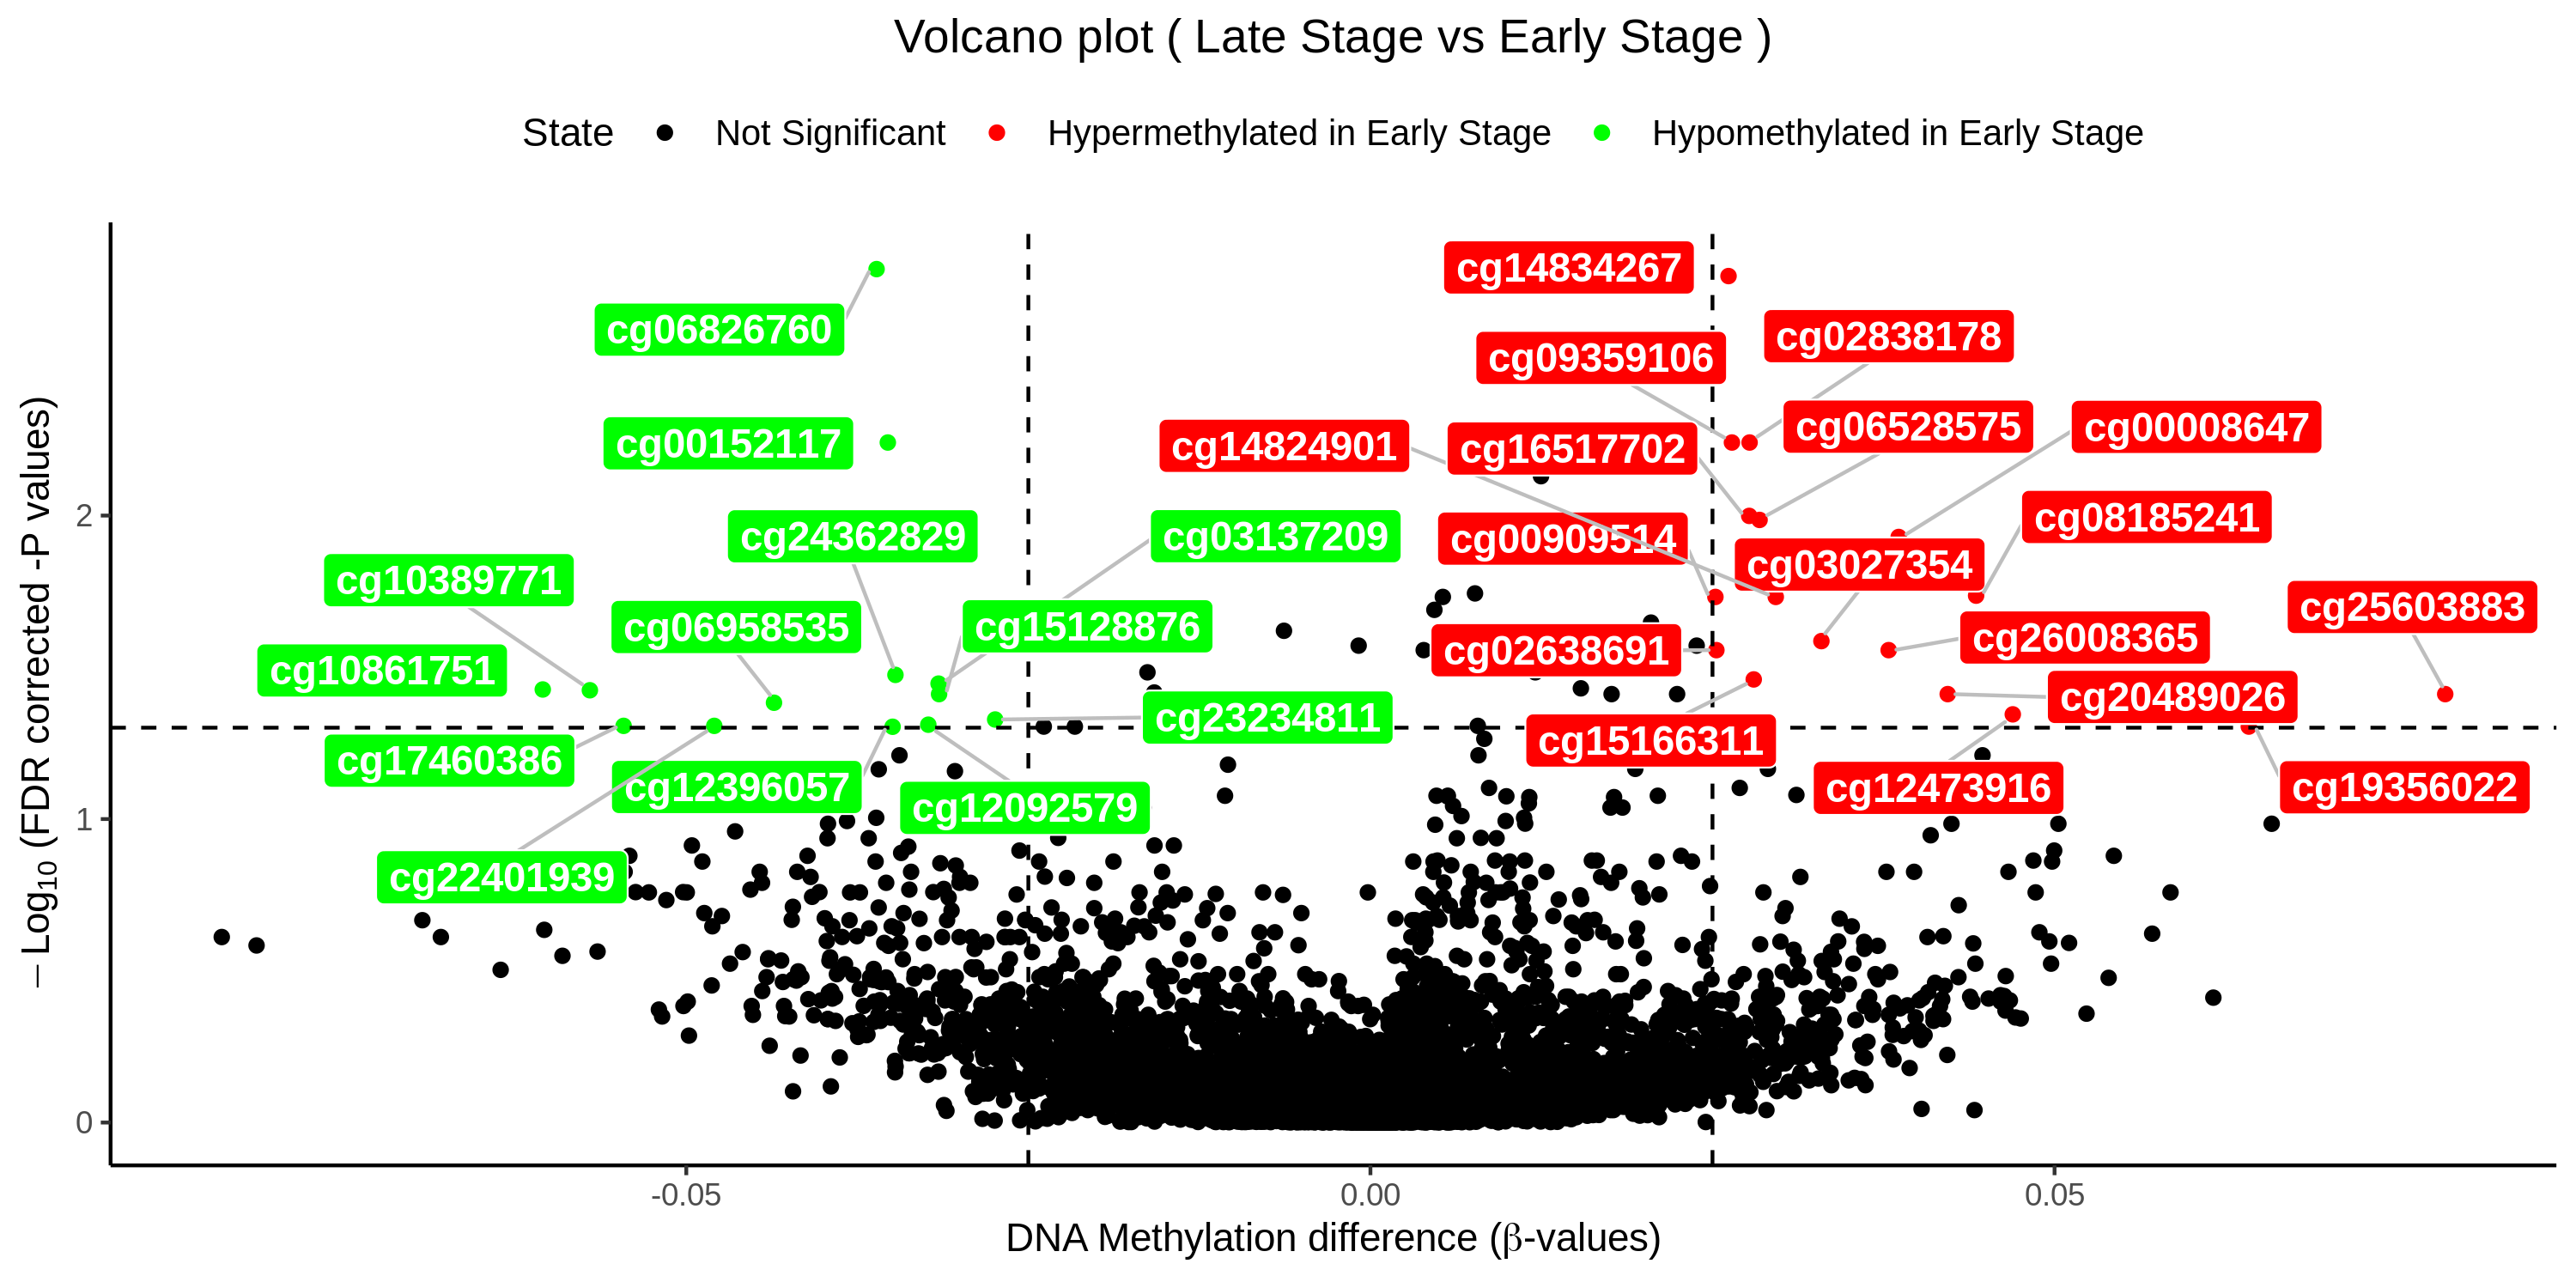 Volcano plot ( Late Stage vs Early Stage )
State Not Significant Hypermethylated in Early Stage Hypomethylated in Early Stage
cg14834267
cg06826760
cg02838178
cg09359106
cg00152117
cg14824901
cg16517702
cg06528575
cg00008647
cg24362829
cg03137209
cg00909514
cg08185241
cg10389771
cg03027354
cg06958535
cg15128876
cg25603883
cg10861751
cg02638691
cg26008365
cg20489026
cg23234811
cg17460386
cg15166311
cg12396057
cg12092579
cg12473916
cg19356022
cg22401939
2
1
0
− Log10 (FDR corrected -P values)
-0.05 0.00 0.05
DNA Methylation difference (β-values)